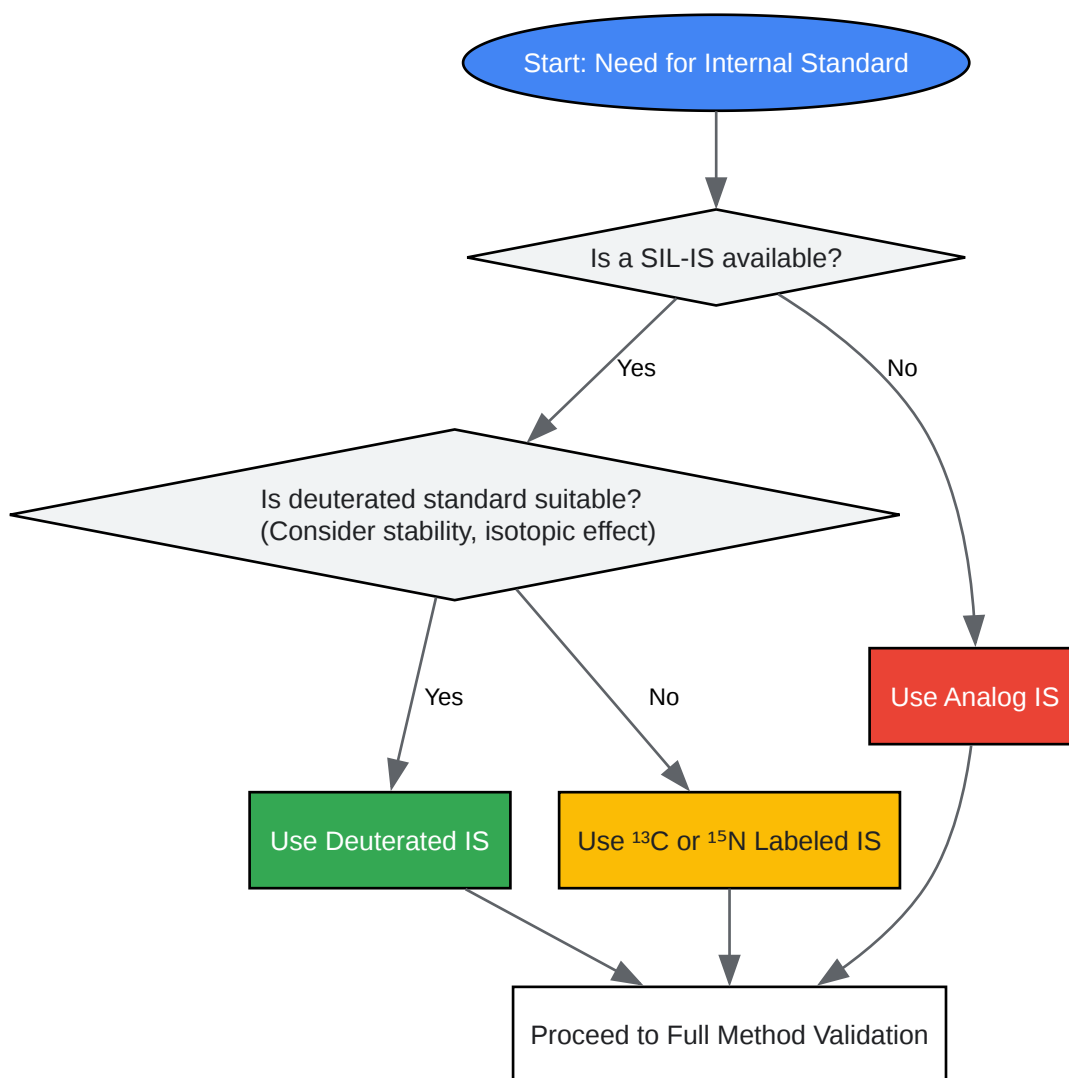 Start: Need for Internal Standard
Is a SIL-IS available?
Yes
No
Is deuterated standard suitable?
(Consider stability, isotopic effect)
Yes
No
Use Analog IS
Use Deuterated IS
Use ¹³C or ¹⁵N Labeled IS
Proceed to Full Method Validation